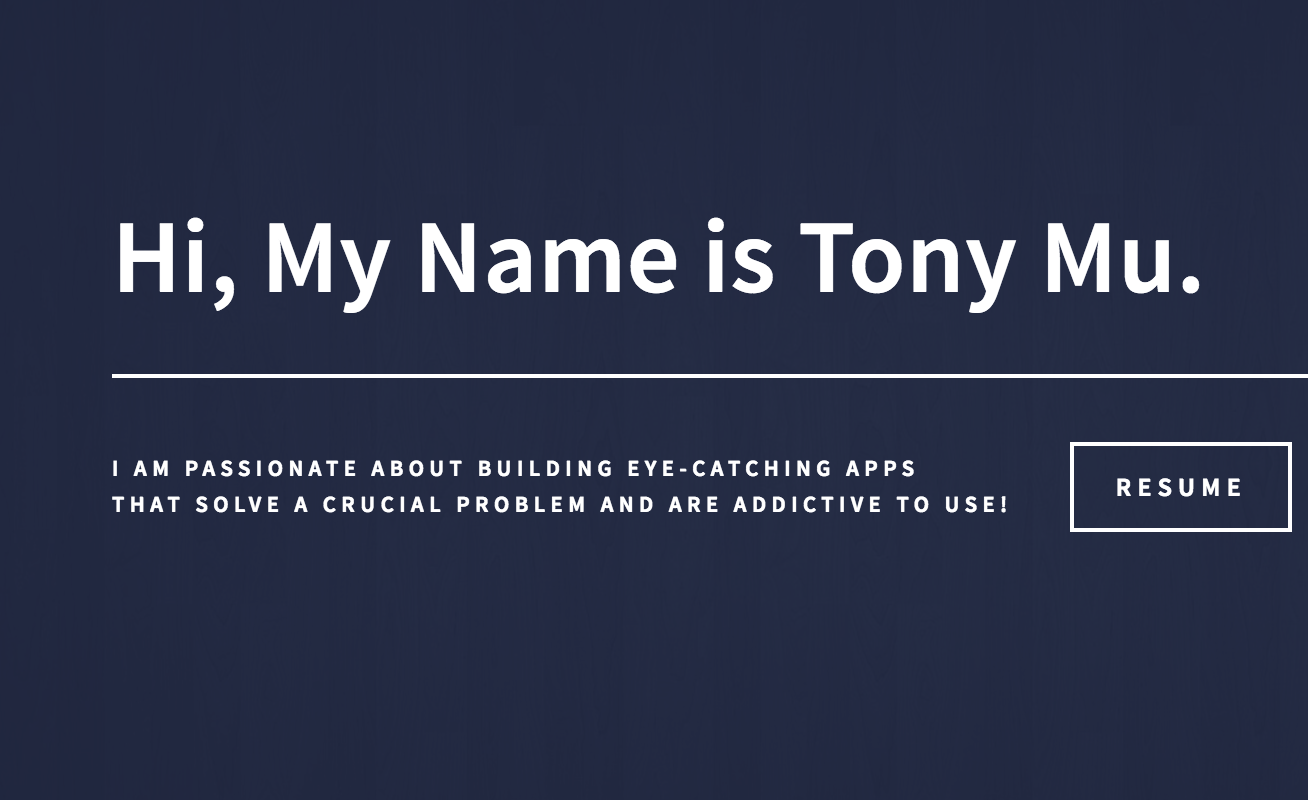 Hi, My Name is Tony Mu.
I AM PASSIONATE ABOUT BUILDING EYE-CATCHING APPS
THAT SOLVE A CRUCIAL PROBLEM AND ARE ADDICTIVE TO USE!
RESUME